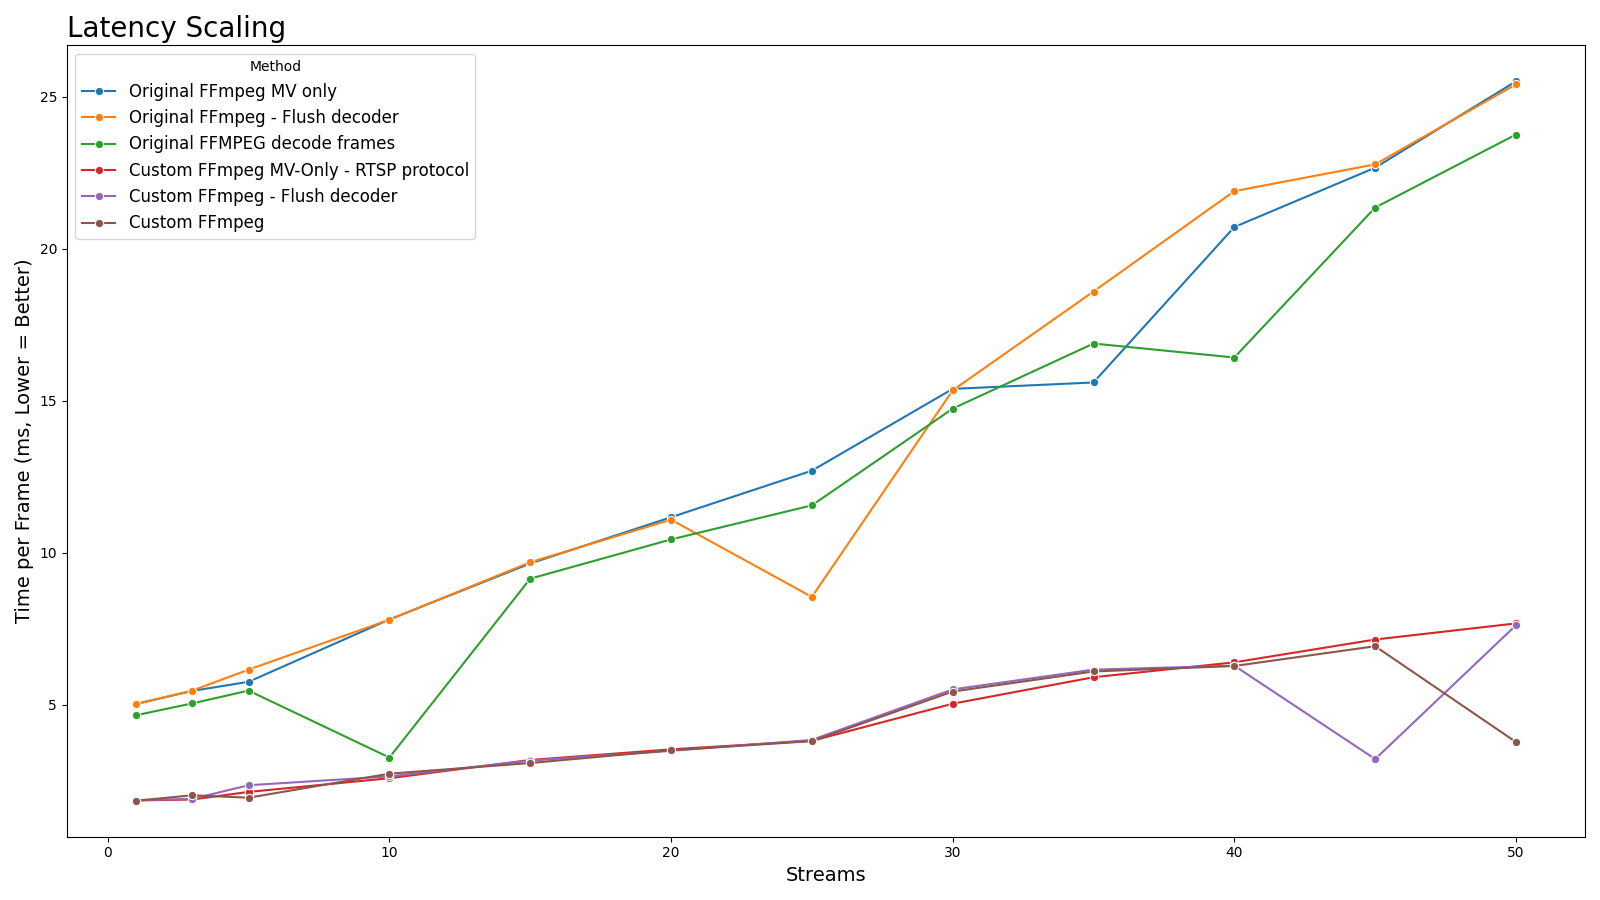 Latency Scaling
Method
Original FFmpeg MV only
Original FFmpeg - Flush decoder
Original FFMPEG decode frames
Custom FFmpeg MV-Only - RTSP protocol
Custom FFmpeg - Flush decoder
Custom FFmpeg
Time per Frame (ms, Lower = Better)
25
20
15
10
5
0 10 20 30 40 50
Streams